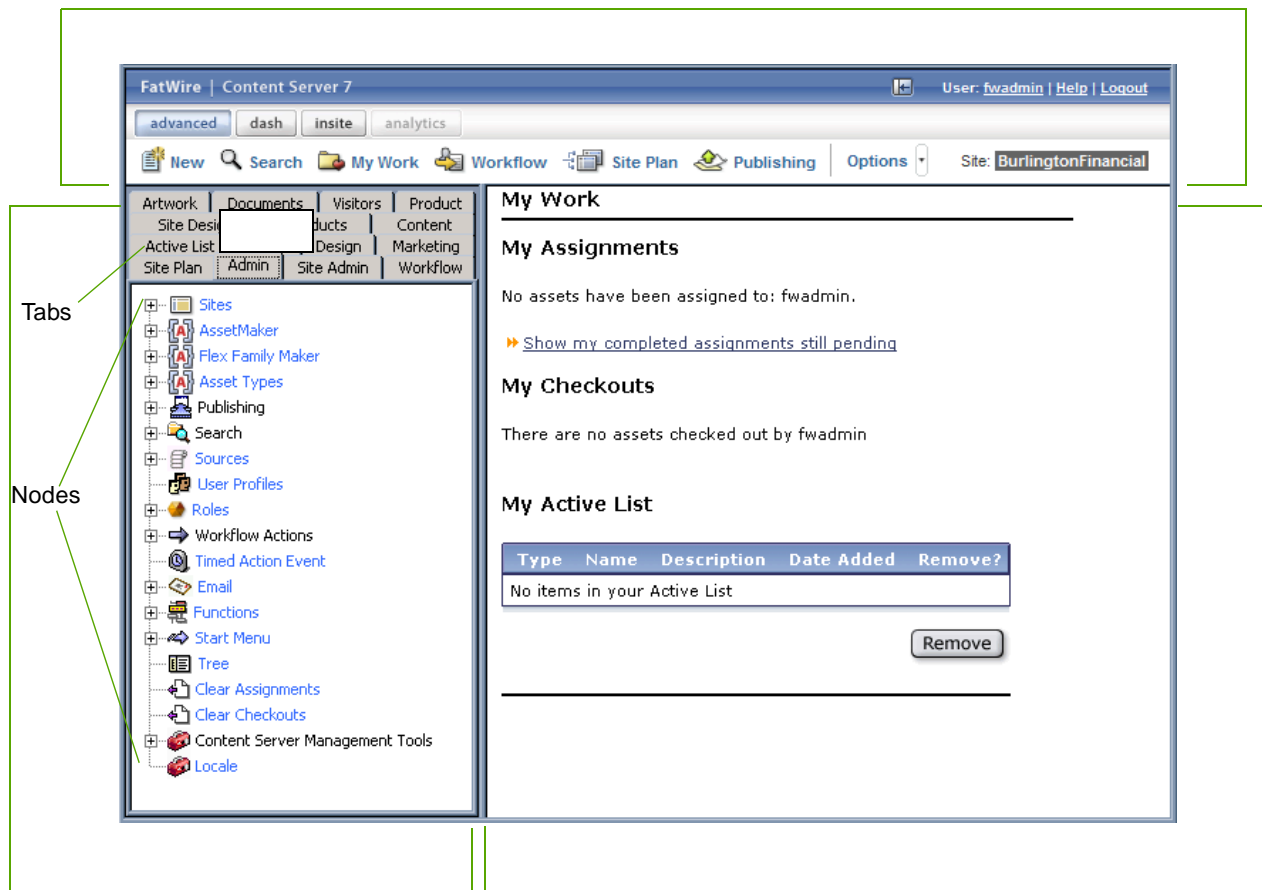 FatWire | Content Server 7
User: fwadmin | Help | Logout
advanced dash insite analytics
New Search My Work Workflow Site Plan Publishing Options Site: BurlingtonFinancial
Artwork Documents Visitors Product
Site Content
Active List Design Marketing
Site Plan Admin Site Admin Workflow
Tabs
Nodes
Sites
AssetMaker
Flex Family Maker
Asset Types
Publishing
Search
Sources
User Profiles
Roles
Workflow Actions
Timed Action Event
Email
Functions
Start Menu
Tree
Clear Assignments
Clear Checkouts
Content Server Management Tools
Locale
My Work
My Assignments
No assets have been assigned to: fwadmin.
Show my completed assignments still pending
My Checkouts
There are no assets checked out by fwadmin
My Active List
Type Name Description Date Added Remove?
No items in your Active List
Remove